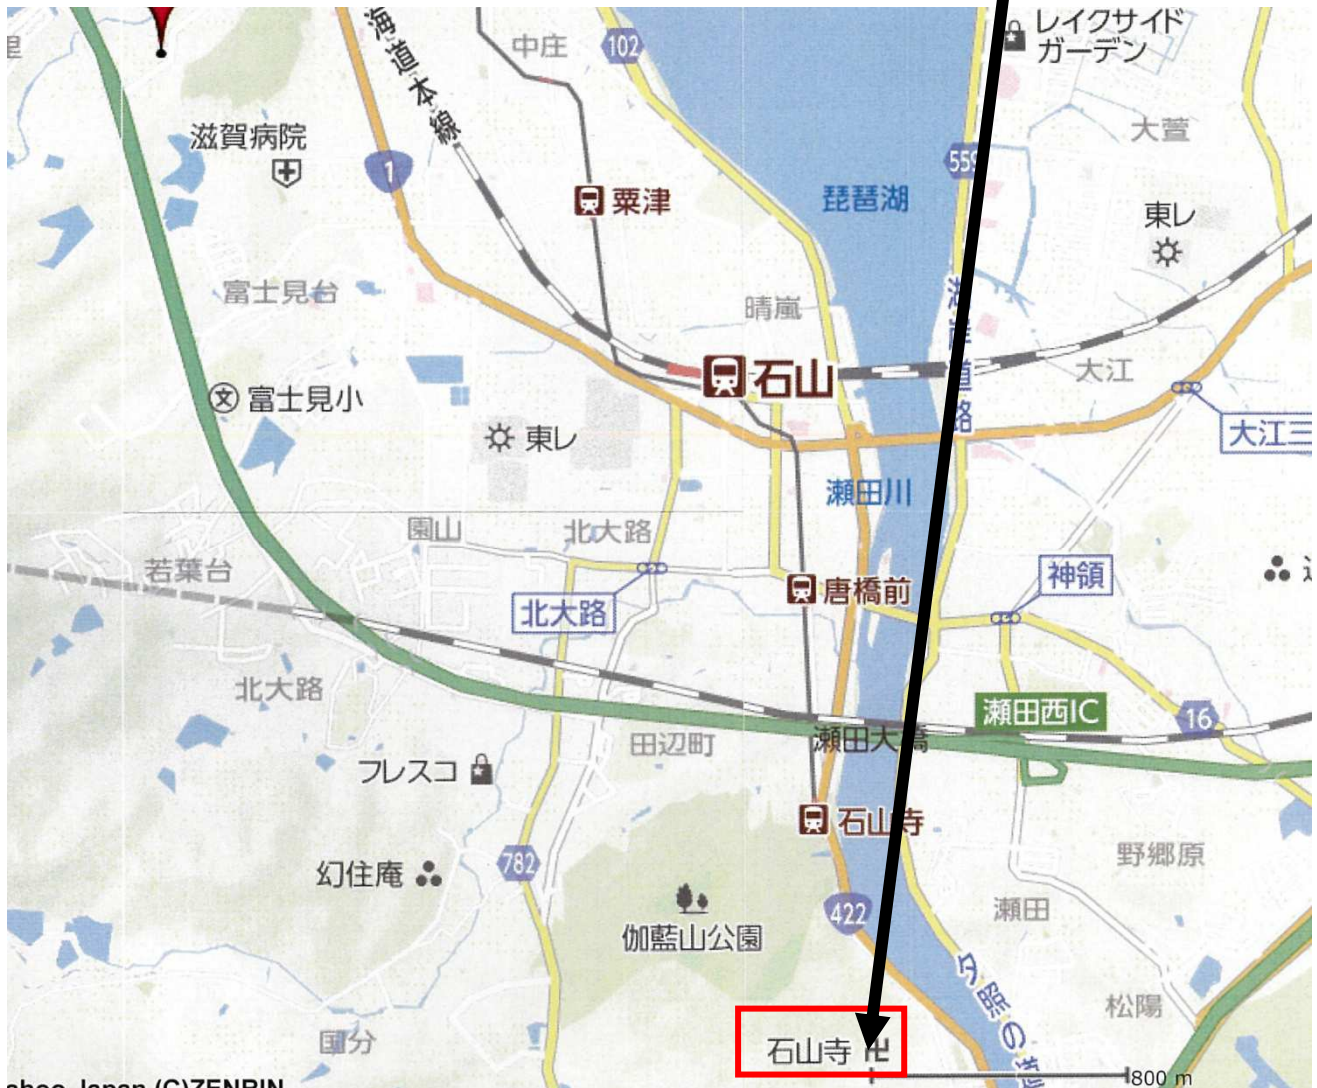 レイクサイド
ガーデン
里
海道本線
中庄
102
大萱
滋賀病院
1
559
粟津
琵琶湖
東レ
富士見台
晴嵐
湖岸道路
石山
大江
富士見小
東レ
大江三
瀬田川
園山
北大路
若葉台
神領
唐橋前
北大路
北大路
瀬田西IC
16
田辺町
瀬田大橋
フレスコ
石山寺
野郷原
782
幻住庵
422
瀬田
伽藍山公園
夕照の
松陽
国分
石山寺
800 m
ahoo Japan (C)ZENRIN